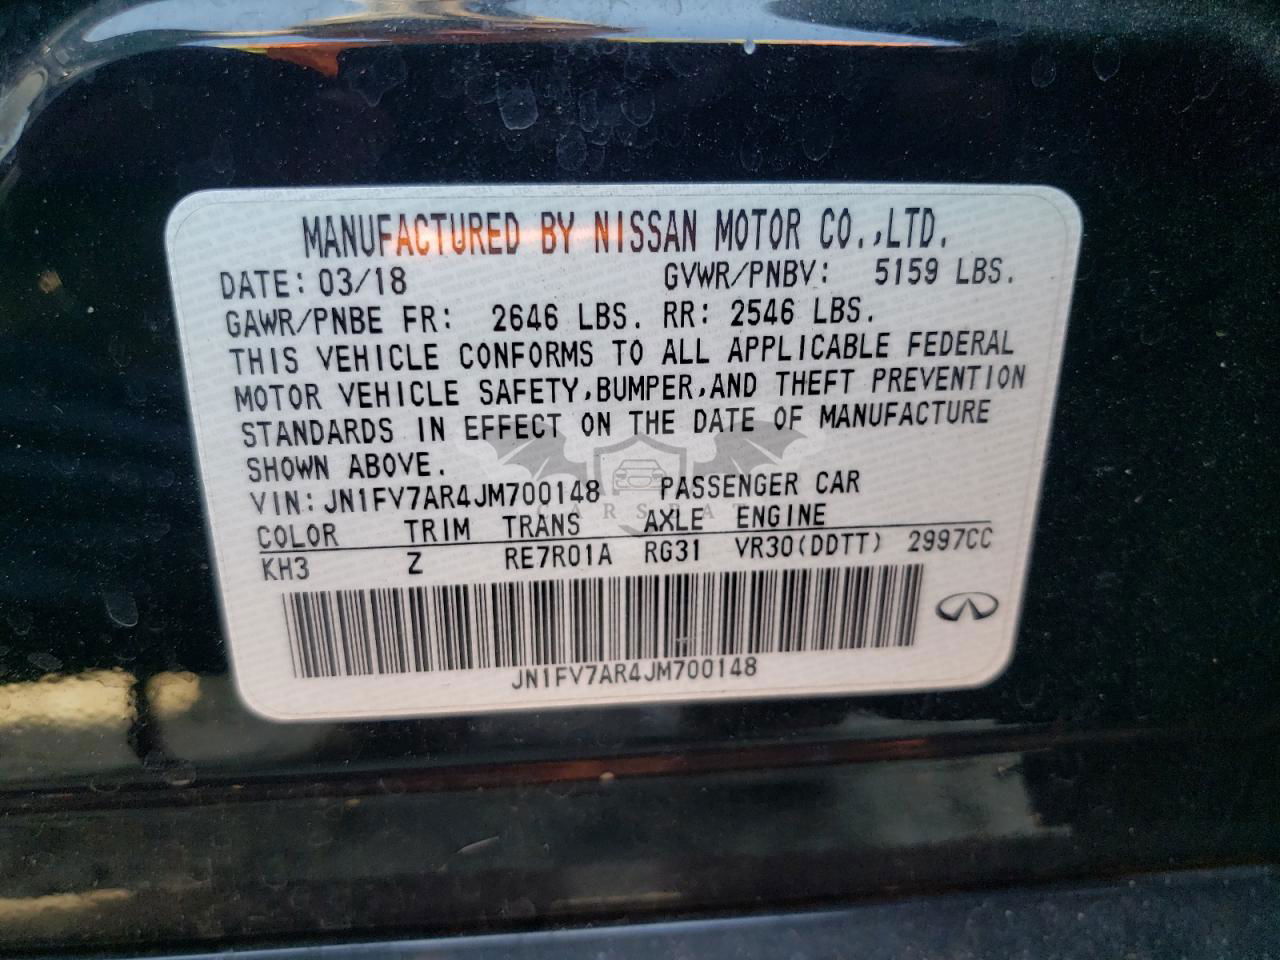 MANUFACTURED BY NISSAN MOTOR CO.,LTD.
DATE: 03/18 GVWR/PNBV: 5159 LBS.
GAWR/PNBE FR: 2646 LBS. RR: 2546 LBS.
THIS VEHICLE CONFORMS TO ALL APPLICABLE FEDERAL
MOTOR VEHICLE SAFETY,BUMPER,AND THEFT PREVENTION
STANDARDS IN EFFECT ON THE DATE OF MANUFACTURE
SHOWN ABOVE.
VIN: JN1FV7AR4JM700148 PASSENGER CAR
COLOR TRIM TRANS AXLE ENGINE
KH3 Z RE7R01A RG31 VR30(DDTT) 2997CC
JN1FV7AR4JM700148